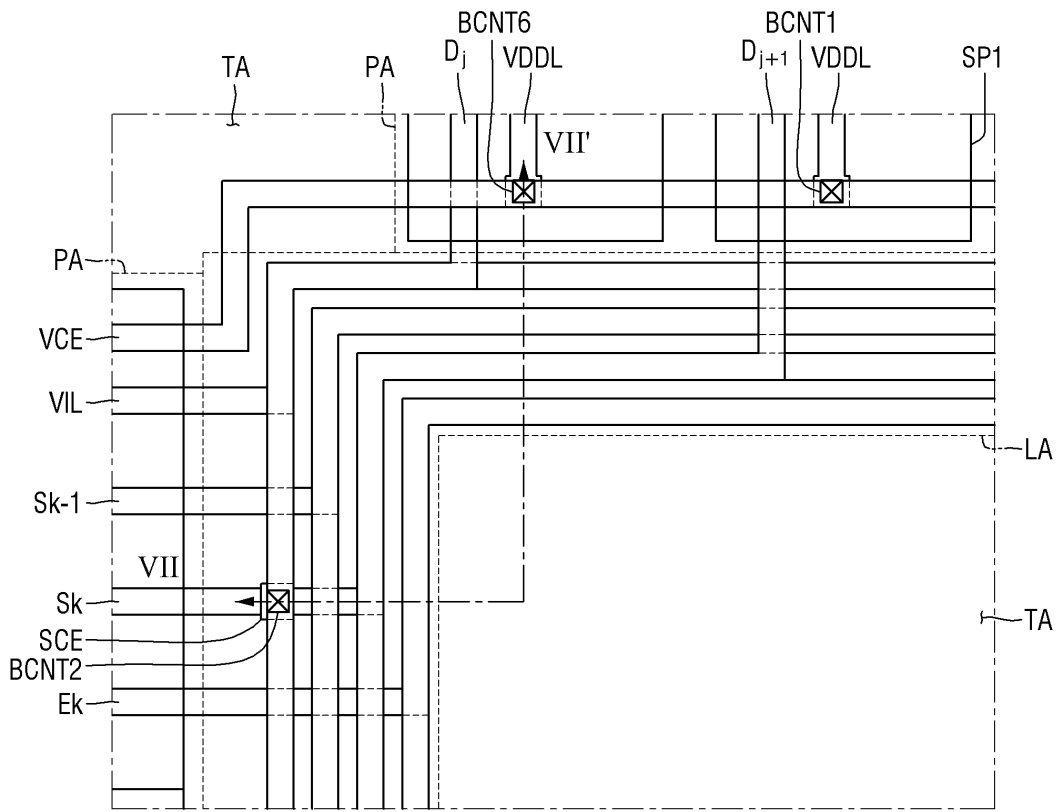 BCNT6
BCNT1
TA
PA
Dj
VDDL
Dj+1
VDDL
SP1
VII'
PA
VCE
VIL
LA
Sk-1
VII
Sk
TA
SCE
BCNT2
Ek